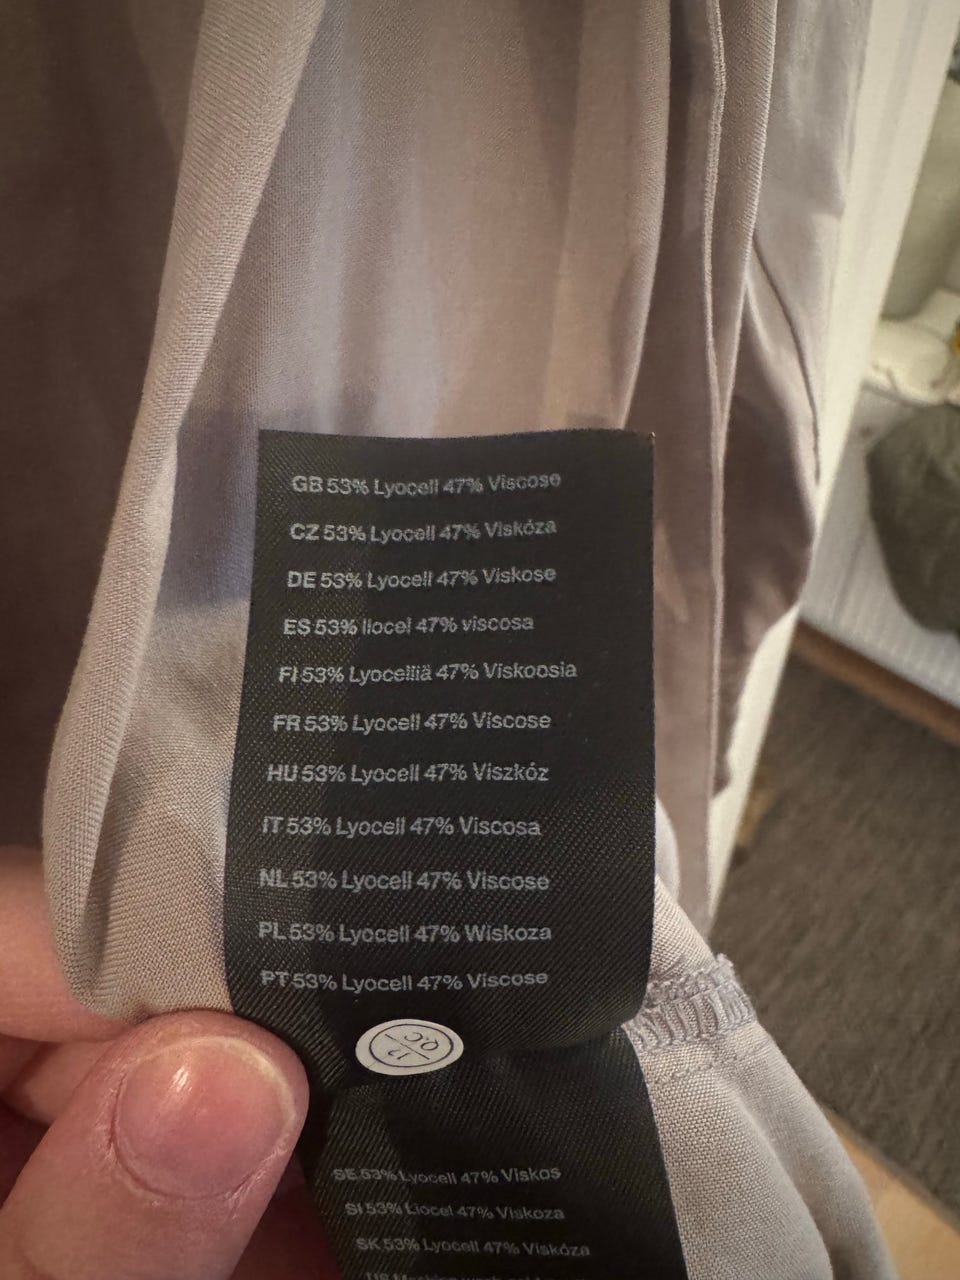 GB 53% Lyocell 47% Viscose
CZ 53% Lyocell 47% Viskóza
DE 53% Lyocell 47% Viskose
ES 53% liocel 47% viscosa
FI 53% Lyocelliä 47% Viskoosia
FR 53% Lyocell 47% Viscose
HU 53% Lyocell 47% Viszkóz
IT 53% Lyocell 47% Viscosa
NL 53% Lyocell 47% Viscose
PL 53% Lyocell 47% Wiskoza
PT 53% Lyocell 47% Viscose
12
QC
SE 53% Lyocell 47% Viskos
SI 53% Liocel 47% Viskoza
SK 53% Lyocell 47% Viskóza